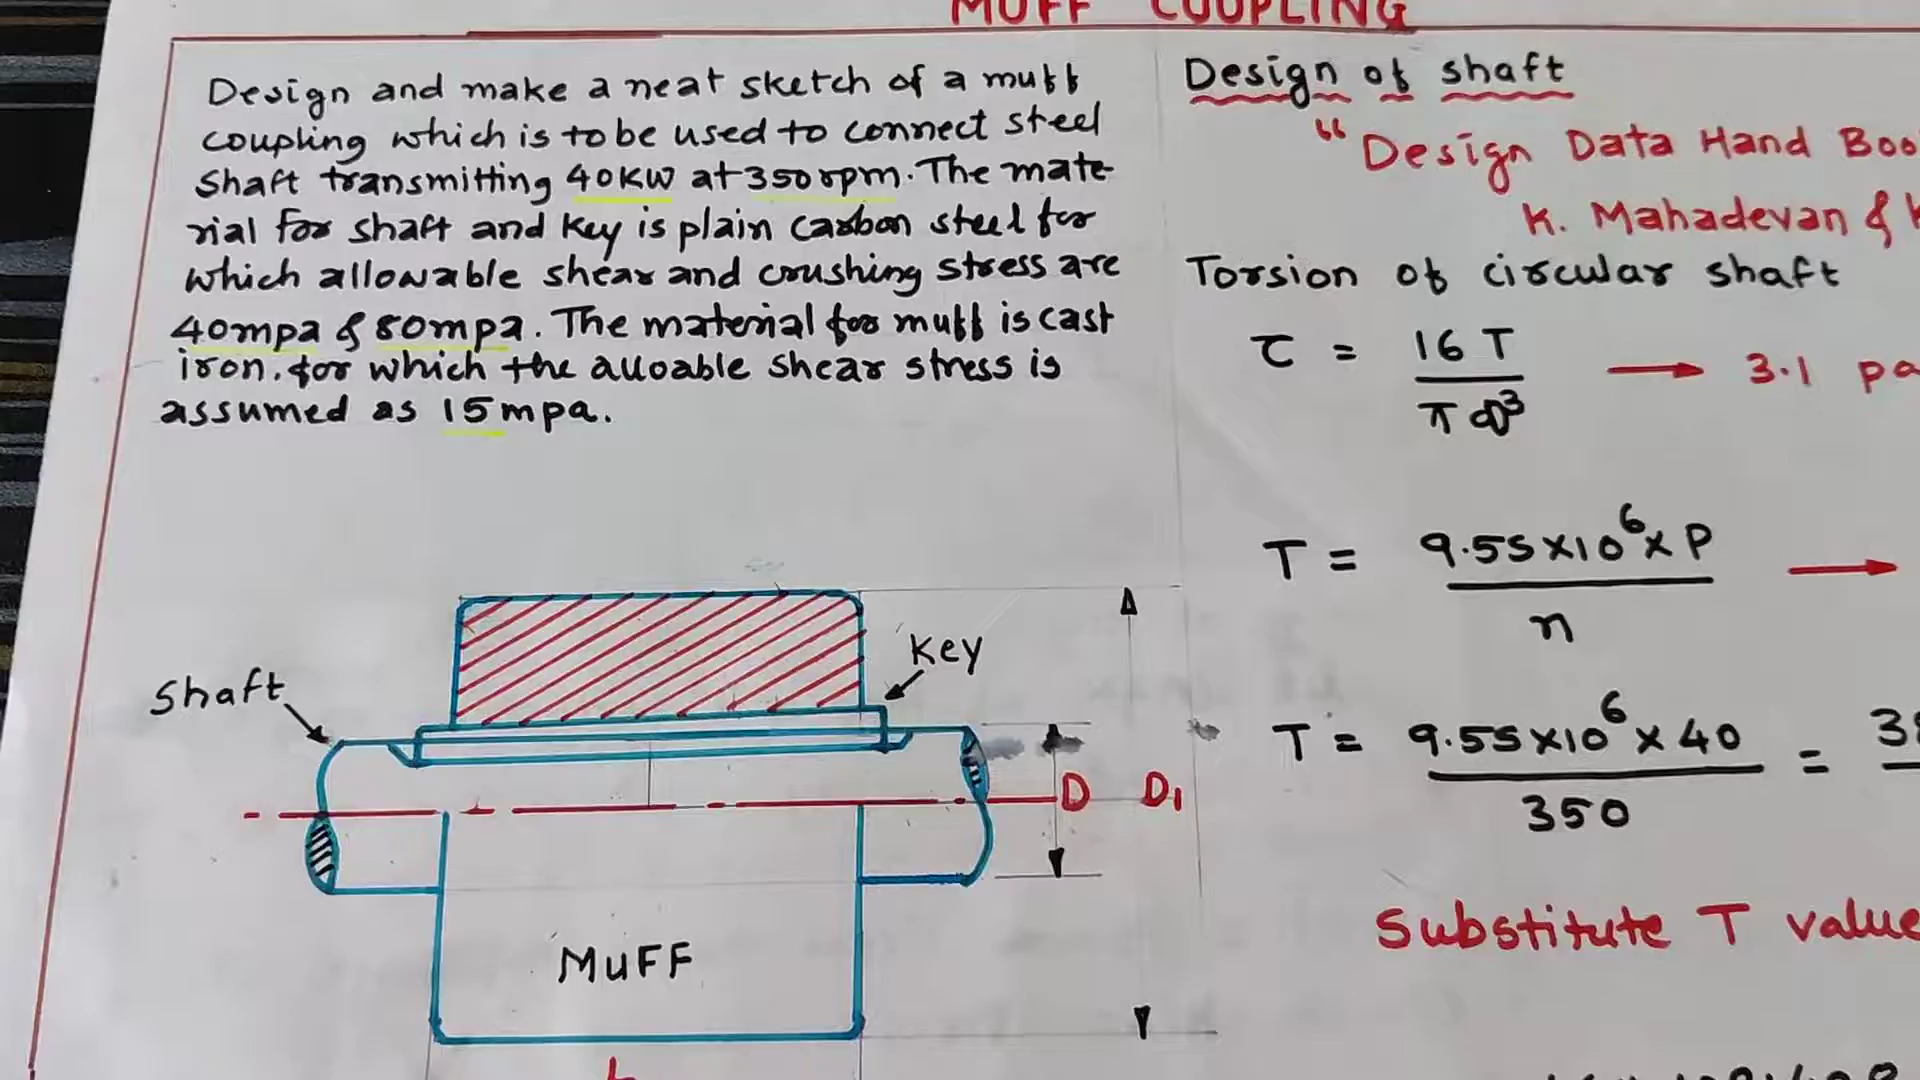 MUFF COUPLING
Design and make a neat sketch of a muff
coupling which is to be used to connect steel
shaft transmitting 40KW at 350rpm. The mate
rial for shaft and key is plain carbon steel for
which allowable shear and crushing stress are
40mpa & 80mpa. The material for muff is cast
iron. for which the alloable shear stress is
assumed as 15mpa.
Design of shaft
"Design Data Hand Boo
K. Mahadevan &
Torsion of circular shaft
τ = 16 T / π d³ → 3.1 pa
T = 9.55×10⁶× P / n →
T = 9.55×10⁶ × 40 / 350 = 38
Substitute T value
Shaft
Key
D
D₁
MUFF